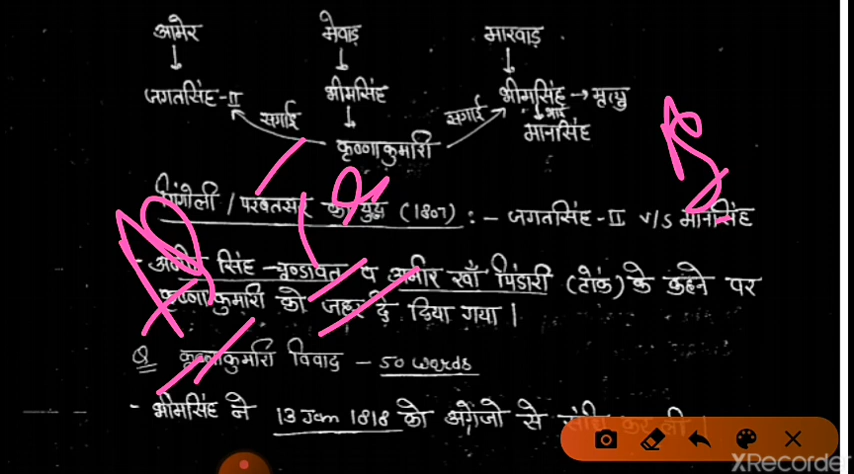 आमेर मेवाड़ मारवाड़
जगतसिंह-II भीमसिंह भीमसिंह → मृत्यु
सगाई सगाई भाई
कृष्णाकुमारी मानसिंह
गिंगोली / परबतसर का युद्ध (1807) : - जगतसिंह-II v/s मानसिंह
- सिंह चूण्डावत व अमीर खाँ पिंडारी (टोंक) के कहने पर
कृष्णाकुमारी को जहर दे दिया गया ।
Q कृष्णाकुमारी विवाद - 50 words
- भीमसिंह ने 13 Jan 1818 को अंग्रेजो से संधि कर ली ।
XRecorder